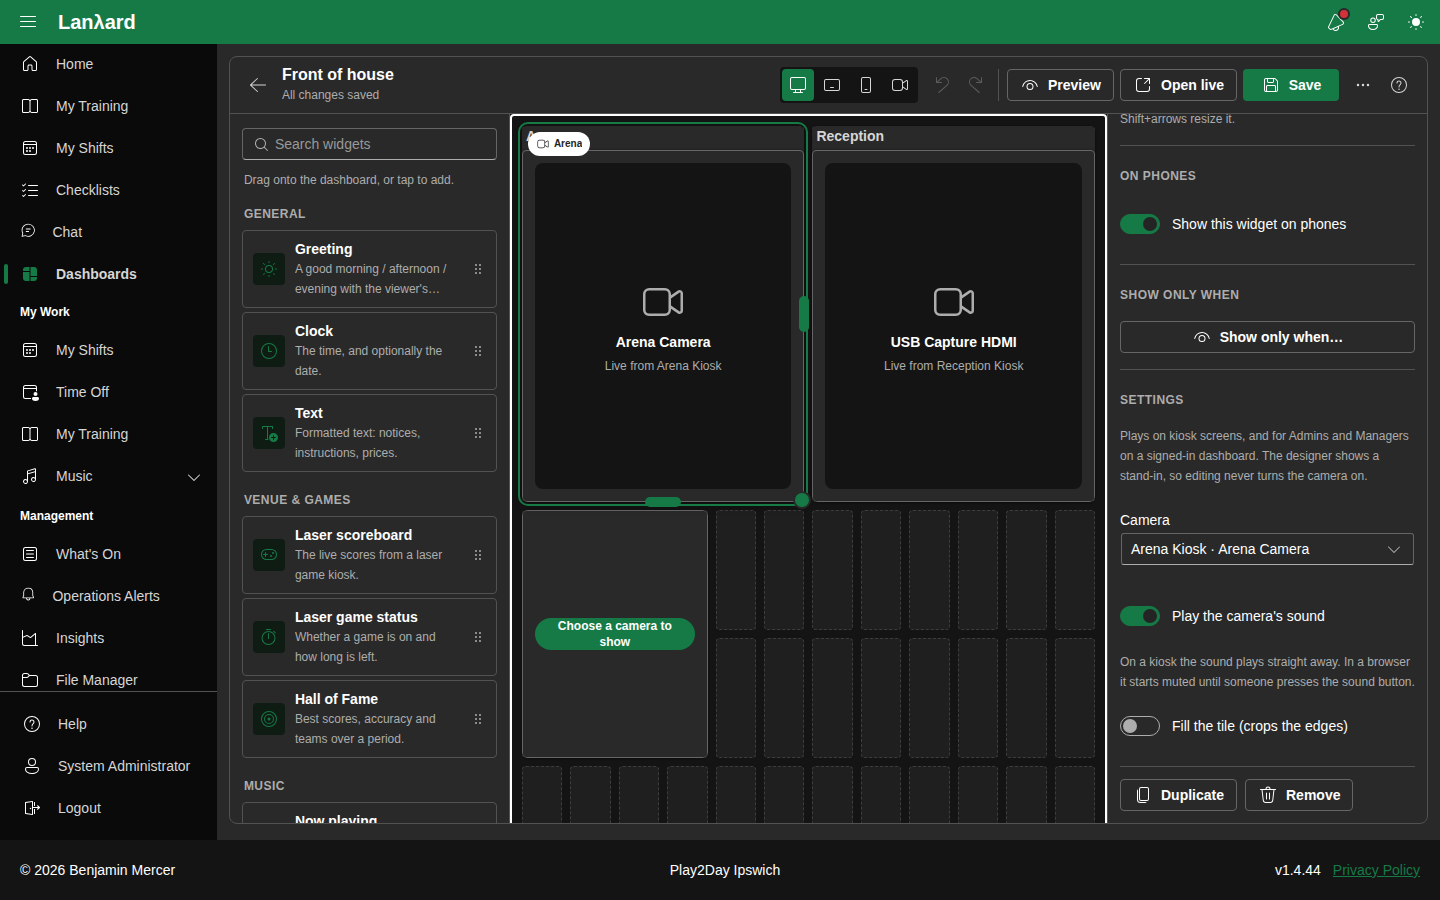 Lanλard
Home
My Training
My Shifts
Checklists
Chat
Dashboards
My Work
My Shifts
Time Off
My Training
Music
Management
What's On
Operations Alerts
Insights
File Manager
Help
System Administrator
Logout
Front of house
All changes saved
Preview
Open live
Save
Search widgets
Drag onto the dashboard, or tap to add.
GENERAL
Greeting
A good morning / afternoon /
evening with the viewer's…
Clock
The time, and optionally the
date.
Text
Formatted text: notices,
instructions, prices.
VENUE & GAMES
Laser scoreboard
The live scores from a laser
game kiosk.
Laser game status
Whether a game is on and
how long is left.
Hall of Fame
Best scores, accuracy and
teams over a period.
MUSIC
Now playing
Arena
Arena Camera
Live from Arena Kiosk
Reception
USB Capture HDMI
Live from Reception Kiosk
Choose a camera to
show
Shift+arrows resize it.
ON PHONES
Show this widget on phones
SHOW ONLY WHEN
Show only when…
SETTINGS
Plays on kiosk screens, and for Admins and Managers
on a signed-in dashboard. The designer shows a
stand-in, so editing never turns the camera on.
Camera
Arena Kiosk · Arena Camera
Play the camera's sound
On a kiosk the sound plays straight away. In a browser
it starts muted until someone presses the sound button.
Fill the tile (crops the edges)
Duplicate
Remove
© 2026 Benjamin Mercer
Play2Day Ipswich
v1.4.44
Privacy Policy